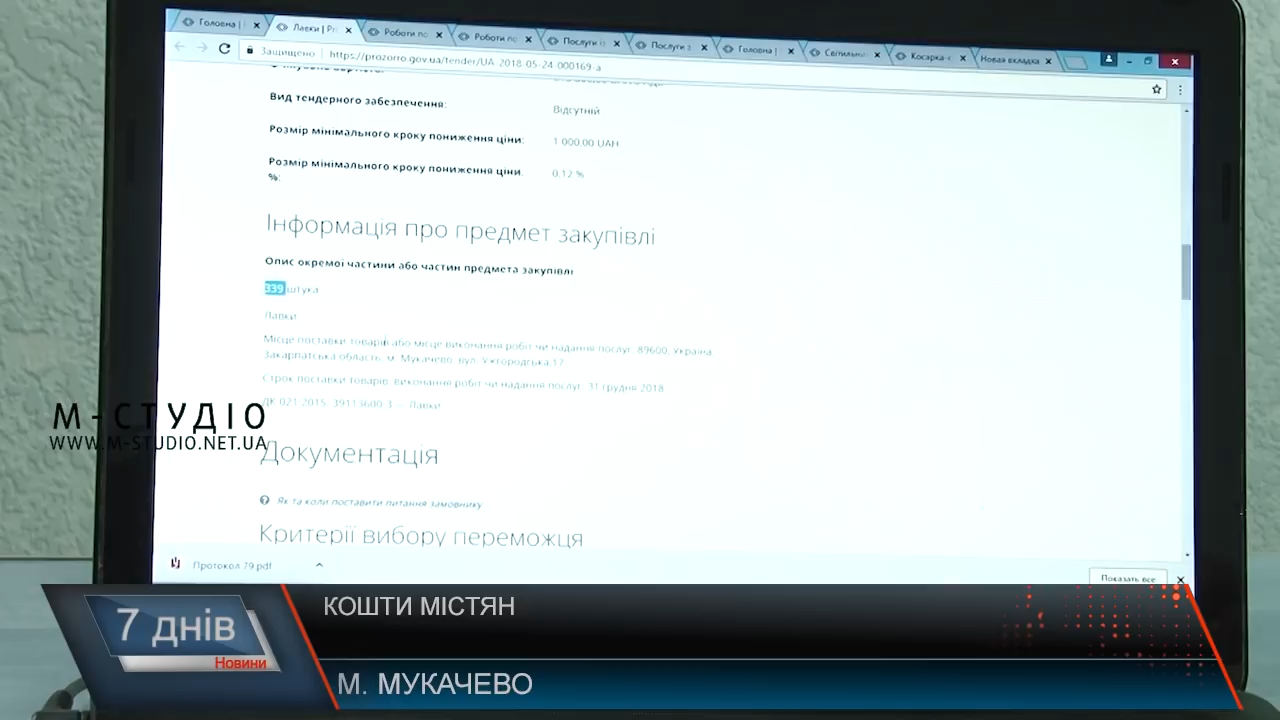 Головна |
Лавки | Pr
Роботи по
Роботи по
Послуги із
Послуги з
Головна |
Світильни
Косарка-
Новая вкладка
Защищено
https://prozorro.gov.ua/tender/UA-2018-05-24-000169-a
Вид тендерного забезпечення:
Відсутній
Розмір мінімального кроку пониження ціни:
1 000,00 UAH
Розмір мінімального кроку пониження ціни,
%:
0,12 %
Інформація про предмет закупівлі
Опис окремої частини або частин предмета закупівлі
339 штука
Лавки
Місце поставки товарів або місце виконання робіт чи надання послуг: 89600, Україна,
Закарпатська область, м. Мукачево, вул. Ужгородська 17
Строк поставки товарів, виконання робіт чи надання послуг: 31 грудня 2018
ДК 021:2015: 39113600-3 — Лавки
М-СТУДІО
WWW.M-STUDIO.NET.UA
Документація
Як та коли поставити питання замовнику
Критерії вибору переможця
Протокол 79.pdf
Показать все
7 днів
Новини
КОШТИ МІСТЯН
М. МУКАЧЕВО